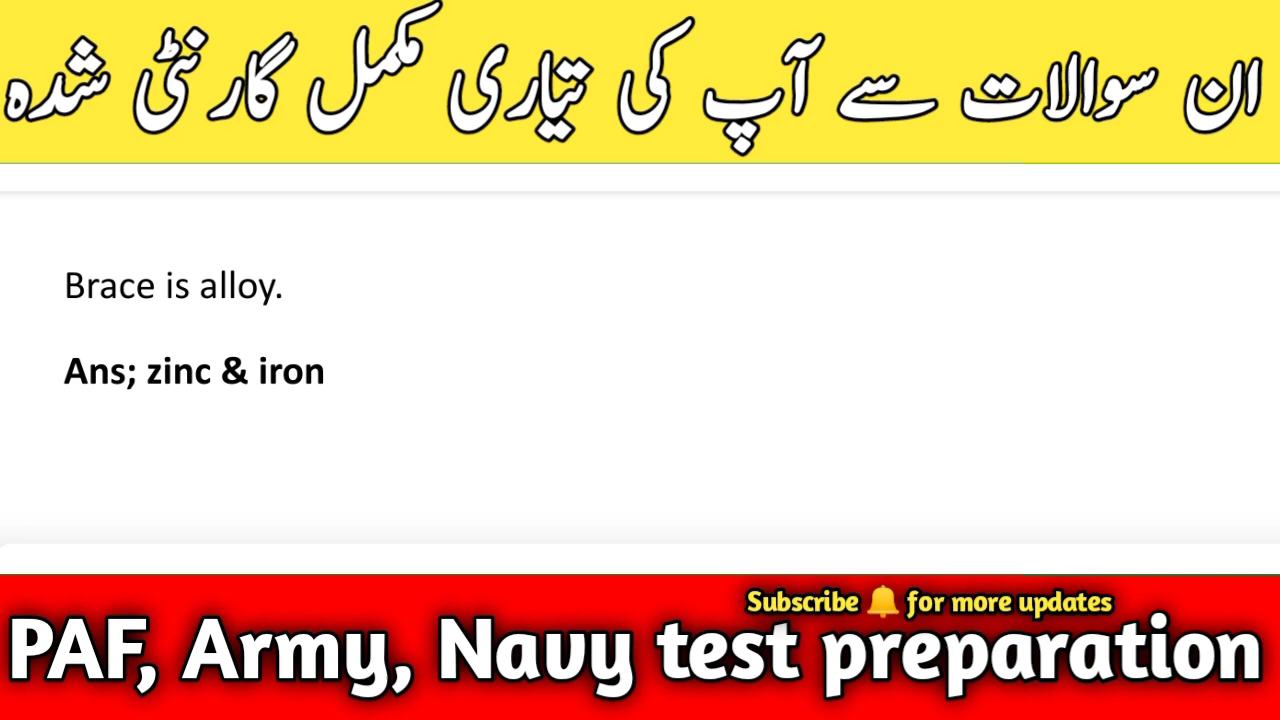 ان سوالات سے آپ کی تیاری مکمل گارنٹی شدہ
Brace is alloy.
Ans; zinc & iron
Subscribe 🔔 for more updates
PAF, Army, Navy test preparation